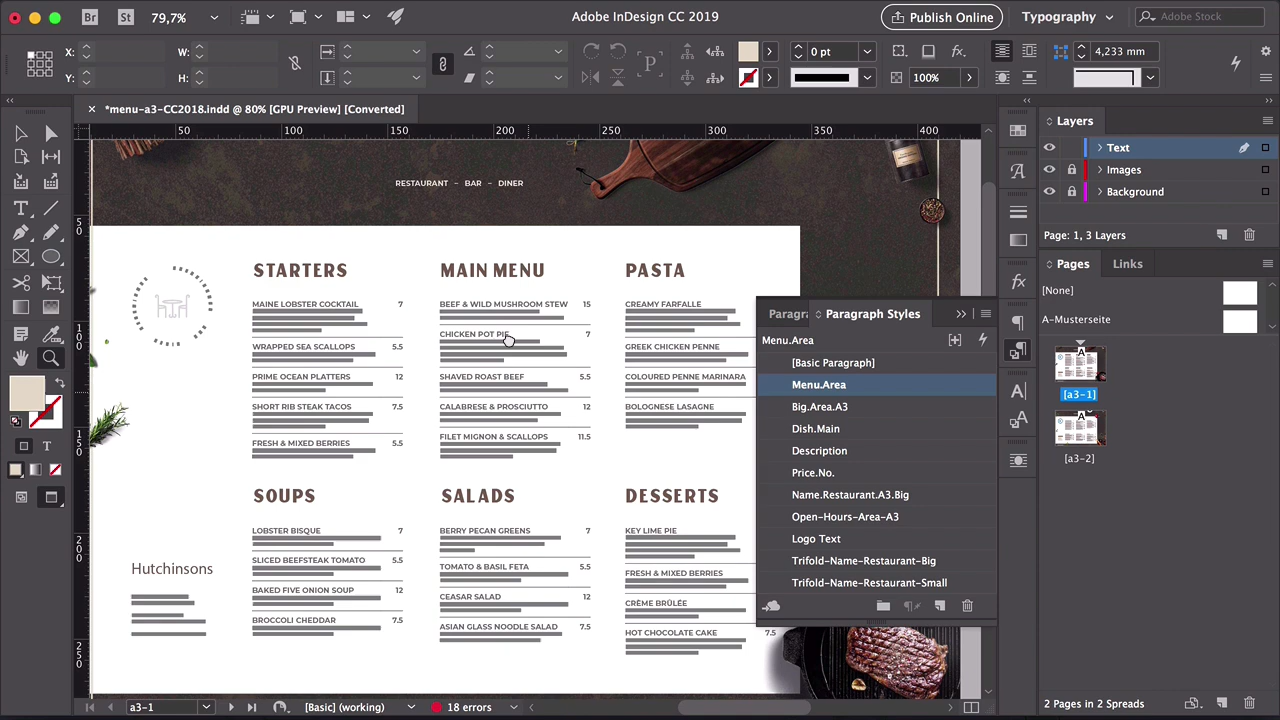 Br
St
79,7%
Adobe InDesign CC 2019
Publish Online
Typography
Adobe Stock
X:
W:
Y:
H:
P
0 pt
fx.
100%
4,233 mm
*menu-a3-CC2018.indd @ 80% [GPU Preview] [Converted]
50
100
150
200
250
300
350
400
50
100
150
200
250
RESTAURANT – BAR – DINER
STARTERS
MAINE LOBSTER COCKTAIL 7
WRAPPED SEA SCALLOPS 5.5
PRIME OCEAN PLATTERS 12
SHORT RIB STEAK TACOS 7.5
FRESH & MIXED BERRIES 5.5
MAIN MENU
BEEF & WILD MUSHROOM STEW 15
CHICKEN POT PIE 7
SHAVED ROAST BEEF 5.5
CALABRESE & PROSCIUTTO 12
FILET MIGNON & SCALLOPS 11.5
PASTA
CREAMY FARFALLE
GREEK CHICKEN PENNE
COLOURED PENNE MARINARA
BOLOGNESE LASAGNE
SOUPS
LOBSTER BISQUE 7
SLICED BEEFSTEAK TOMATO 5.5
BAKED FIVE ONION SOUP 12
BROCCOLI CHEDDAR 7.5
SALADS
BERRY PECAN GREENS 7
TOMATO & BASIL FETA 5.5
CEASAR SALAD 12
ASIAN GLASS NOODLE SALAD 7.5
DESSERTS
KEY LIME PIE
FRESH & MIXED BERRIES
CRÈME BRÛLÉE
HOT CHOCOLATE CAKE 7.5
Hutchinsons
Paragra
Paragraph Styles
Menu.Area
[Basic Paragraph]
Menu.Area
Big.Area.A3
Dish.Main
Description
Price.No.
Name.Restaurant.A3.Big
Open-Hours-Area-A3
Logo Text
Trifold-Name-Restaurant-Big
Trifold-Name-Restaurant-Small
Layers
Text
Images
Background
Page: 1, 3 Layers
Pages
Links
[None]
A-Musterseite
A
[a3-1]
A
[a3-2]
2 Pages in 2 Spreads
a3-1
[Basic] (working)
18 errors